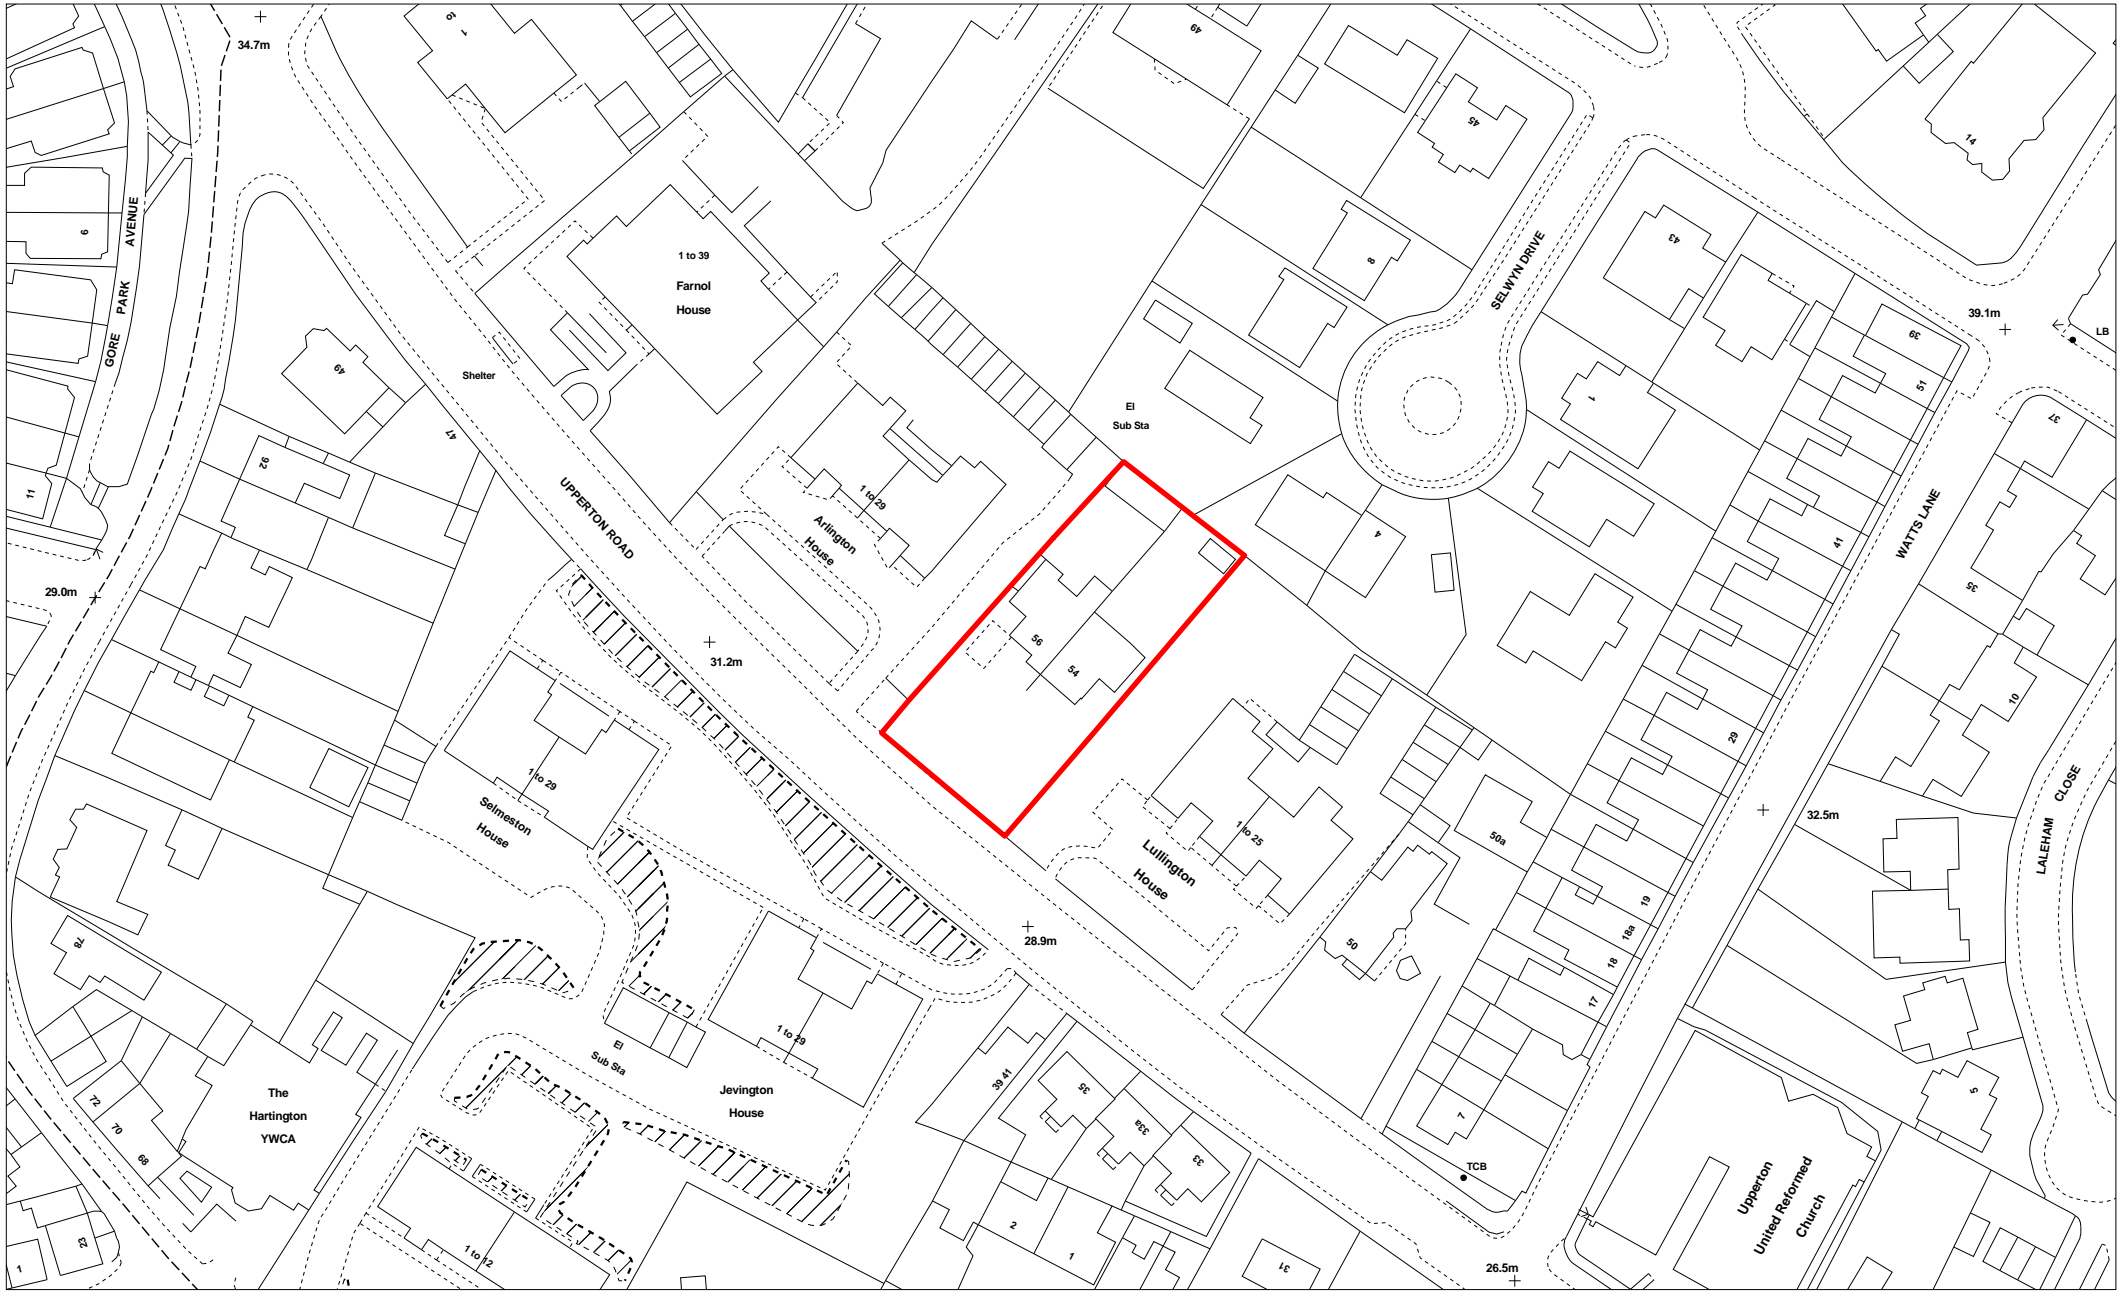 34.7m
1
9
49
45
14
GORE PARK AVENUE
9
1 to 39
Farnol
House
8
SELWYN DRIVE
43
39.1m
LB
39
51
37
49
Shelter
47
El
Sub Sta
1
92
11
UPPERTON ROAD
1 to 29
Arlington
House
4
41
WATTS LANE
35
29.0m
31.2m
56
54
10
29
1 to 29
Selmeston
House
Lullington
House
1 to 25
50a
32.5m
LALEHAM CLOSE
19
18a
18
17
50
28.9m
78
1 to 29
El
Sub Sta
Jevington
House
39 41
35
33a
33
7
9
The
Hartington
YWCA
72
70
68
TCB
Upperton
United Reformed
Church
2
1
31
1 to 12
23
1
26.5m